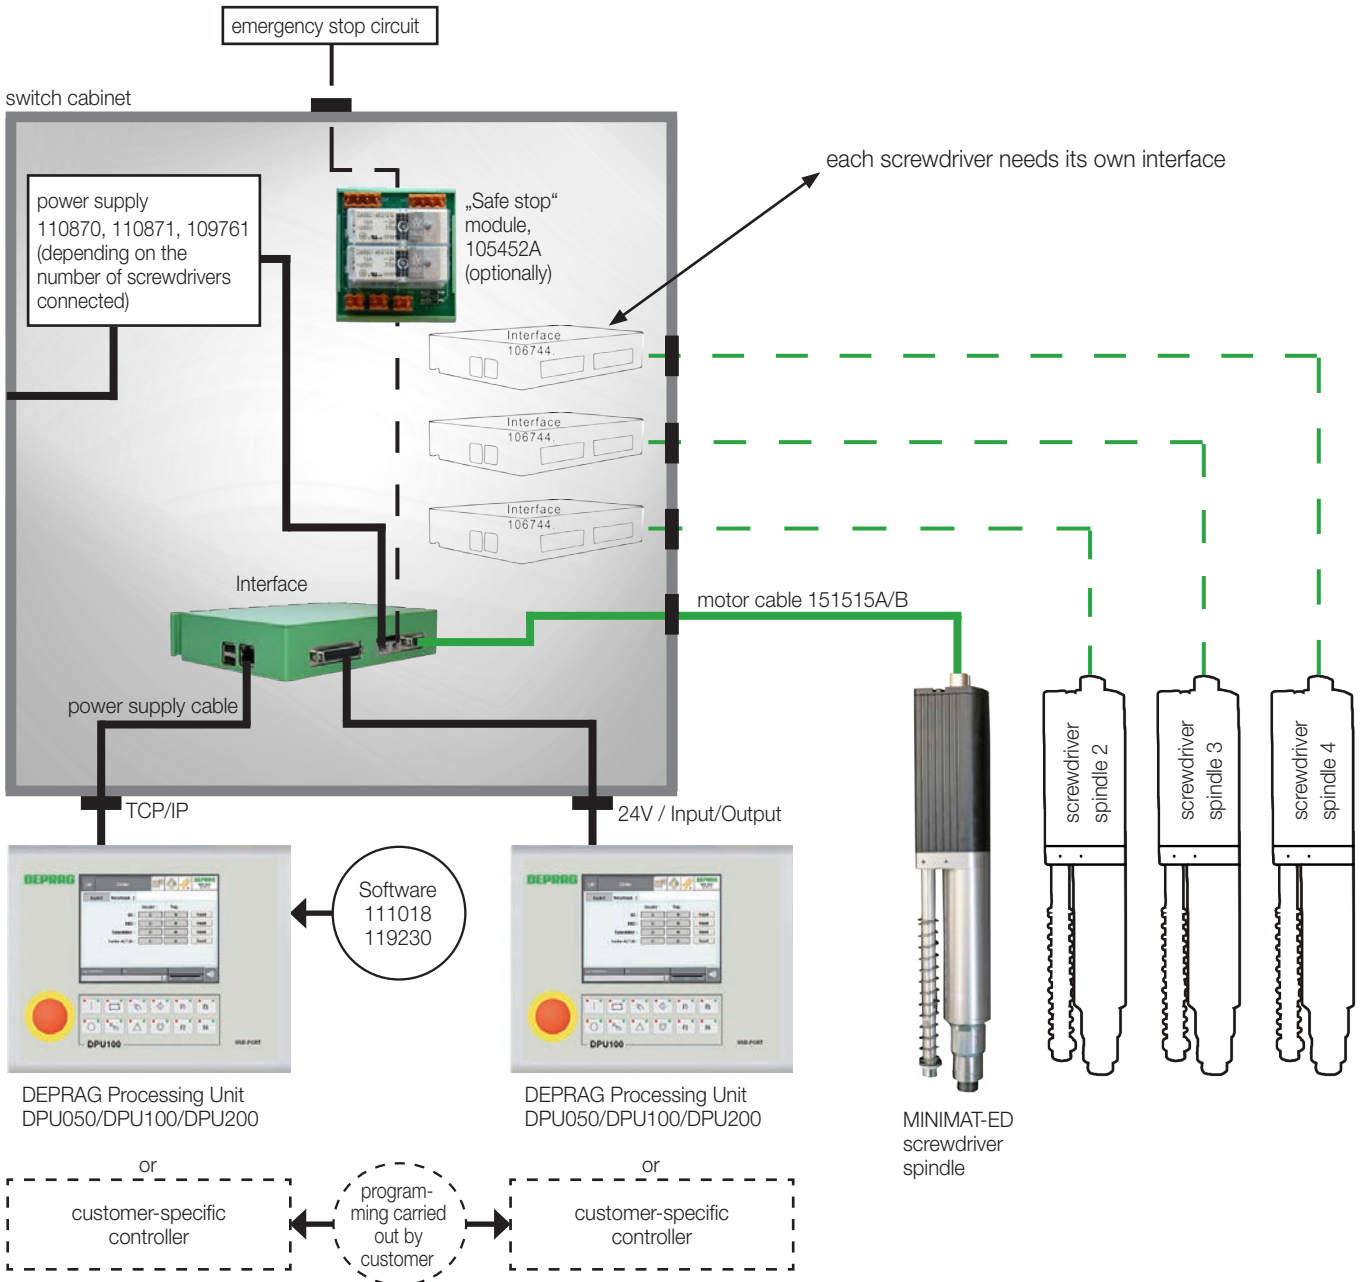 emergency stop circuit
switch cabinet
each screwdriver needs its own interface
power supply
110870, 110871, 109761
(depending on the
number of screwdrivers
connected)
„Safe stop“
module,
105452A
(optionally)
Interface
106744.
Interface
106744.
Interface
106744.
Interface
motor cable 151515A/B
power supply cable
TCP/IP
24V / Input/Output
screwdriver
spindle 2
screwdriver
spindle 3
screwdriver
spindle 4
DEPRAG
DPU100
Software
111018
119230
DEPRAG
DPU100
DEPRAG Processing Unit
DPU050/DPU100/DPU200
DEPRAG Processing Unit
DPU050/DPU100/DPU200
MINIMAT-ED
screwdriver
spindle
or
or
customer-specific
controller
program-
ming carried
out by
customer
customer-specific
controller